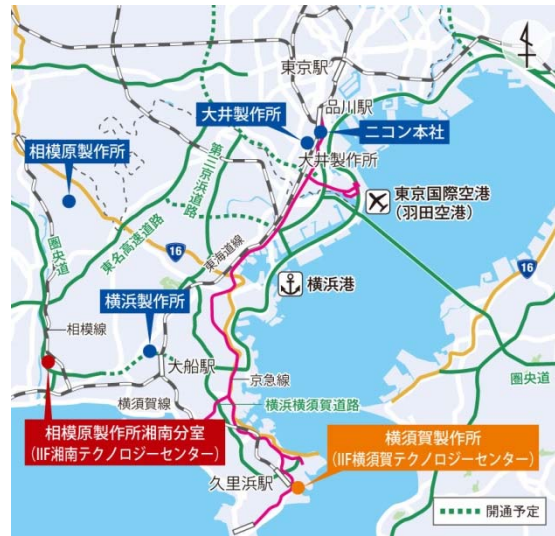 東京駅
品川駅
大井製作所
ニコン本社
大井製作所
相模原製作所
第二京浜道路
東京国際空港
(羽田空港)
圏央道
東名高速道路
16
東海道線
横浜港
16
横浜製作所
相模線
大船駅
京急線
圏央道
横須賀線
横浜横須賀道路
相模原製作所湘南分室
(IIF湘南テクノロジーセンター)
横須賀製作所
(IIF横須賀テクノロジーセンター)
久里浜駅
開通予定